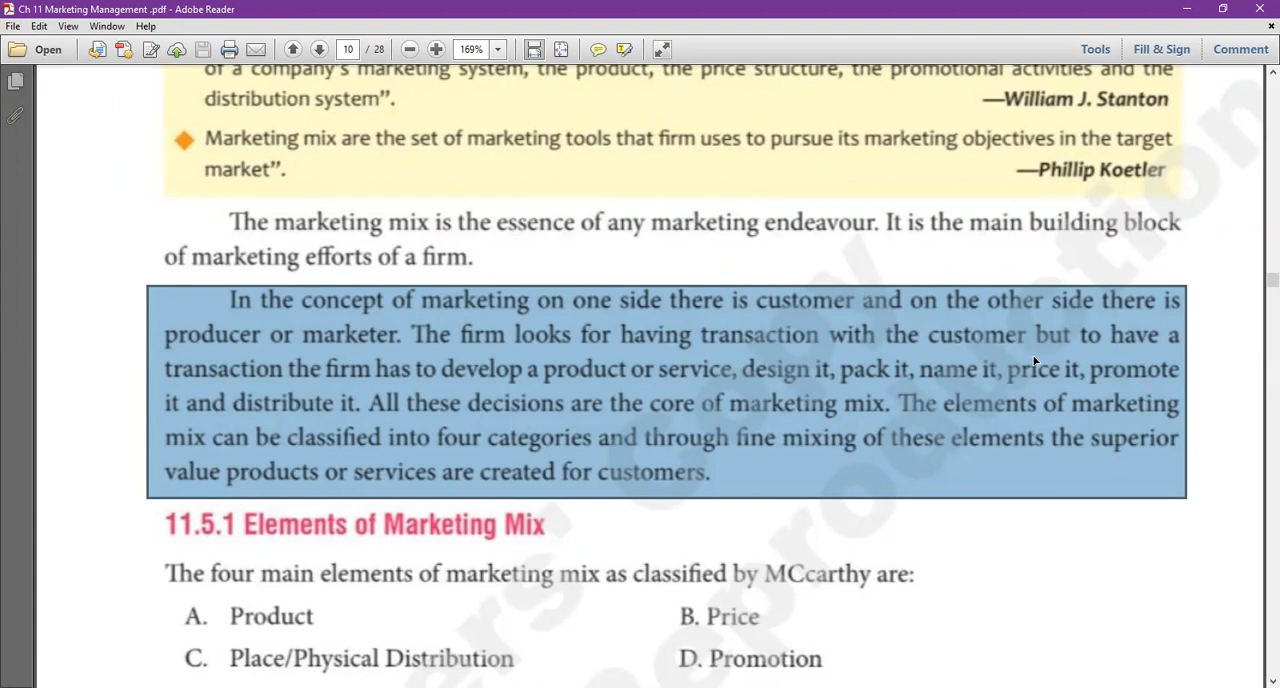 Ch 11 Marketing Management .pdf - Adobe Reader
File Edit View Window Help
Open 10 / 28 169% Tools Fill & Sign Comment
of a company's marketing system, the product, the price structure, the promotional activities and the
distribution system”. —William J. Stanton
Marketing mix are the set of marketing tools that firm uses to pursue its marketing objectives in the target
market”. —Phillip Koetler
The marketing mix is the essence of any marketing endeavour. It is the main building block
of marketing efforts of a firm.
In the concept of marketing on one side there is customer and on the other side there is
producer or marketer. The firm looks for having transaction with the customer but to have a
transaction the firm has to develop a product or service, design it, pack it, name it, price it, promote
it and distribute it. All these decisions are the core of marketing mix. The elements of marketing
mix can be classified into four categories and through fine mixing of these elements the superior
value products or services are created for customers.
11.5.1 Elements of Marketing Mix
The four main elements of marketing mix as classified by MCcarthy are:
A. Product B. Price
C. Place/Physical Distribution D. Promotion